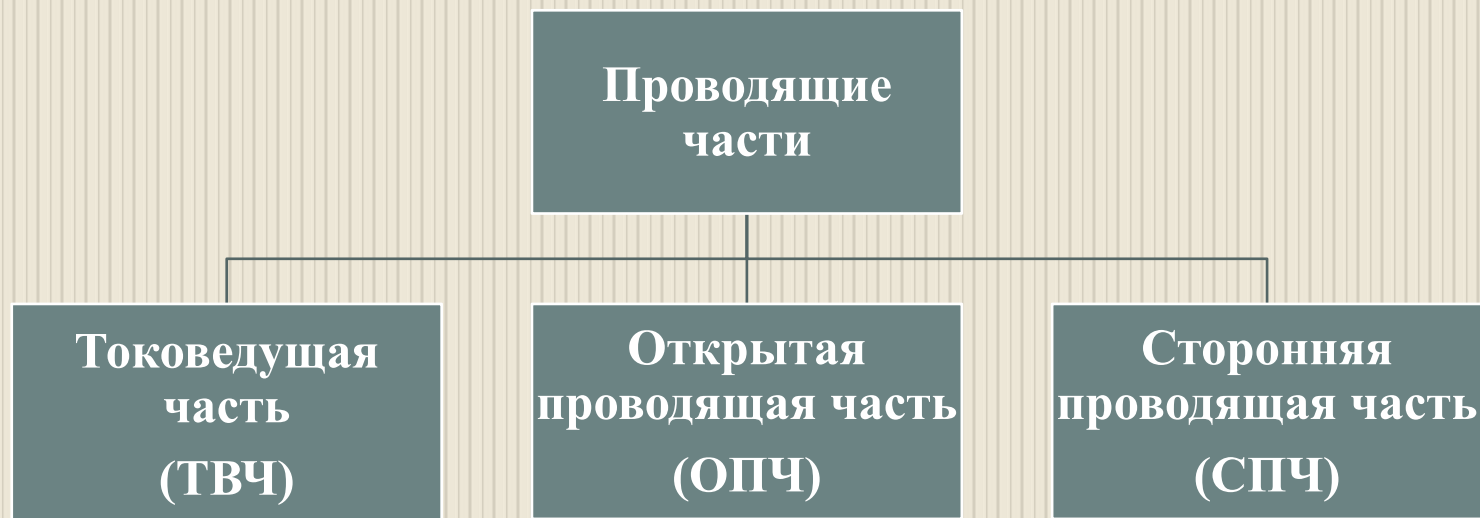 Проводящие
части
Токоведущая
часть
(ТВЧ)
Открытая
проводящая часть
(ОПЧ)
Сторонняя
проводящая часть
(СПЧ)